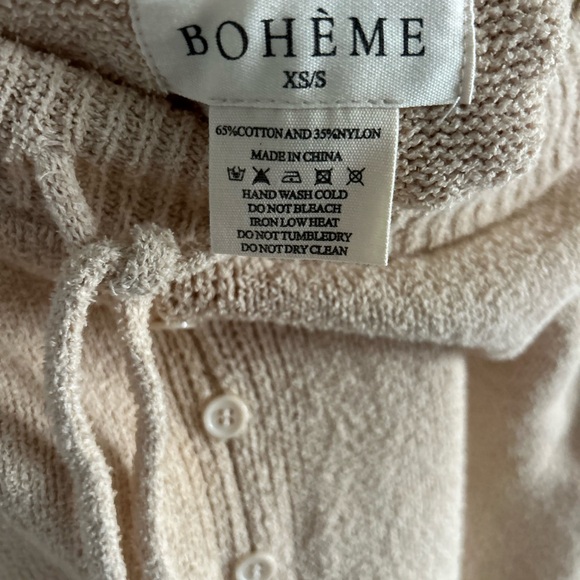 BOHÈME
XS/S
65%COTTON AND 35%NYLON
MADE IN CHINA
HAND WASH COLD
DO NOT BLEACH
IRON LOW HEAT
DO NOT TUMBLEDRY
DO NOT DRY CLEAN